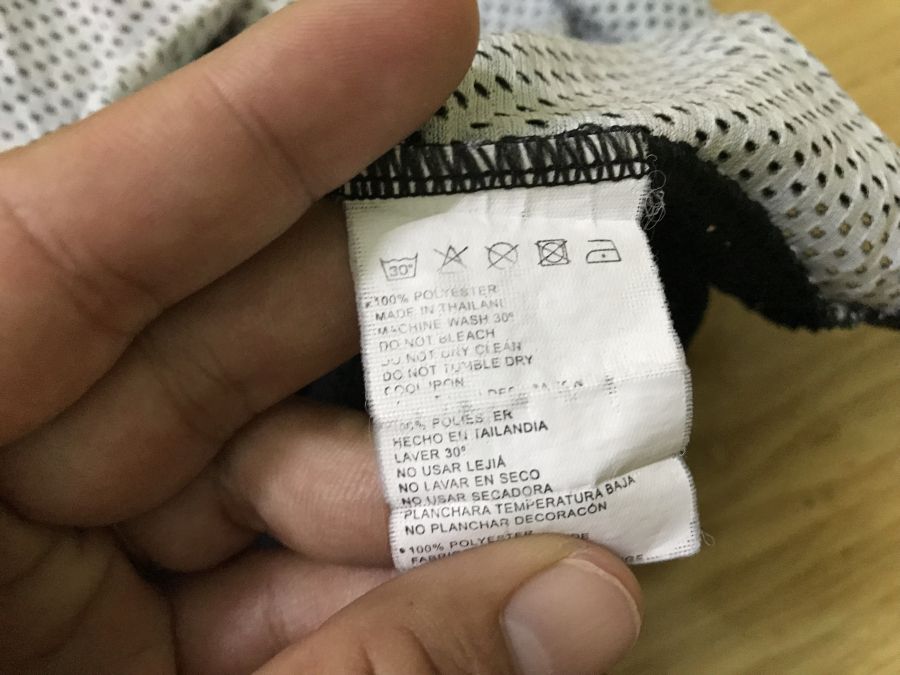 30°
100% POLYESTER
MADE IN THAILAND
MACHINE WASH 30°
DO NOT BLEACH
DO NOT DRY CLEAN
DO NOT TUMBLE DRY
COOL IRON
100% POLIESTER
HECHO EN TAILANDIA
LAVER 30°
NO USAR LEJIÀ
NO LAVAR EN SECO
NO USAR SECADORA
PLANCHARA TEMPERATURA BAJA
NO PLANCHAR DECORACÓN
• 100% POLYESTER